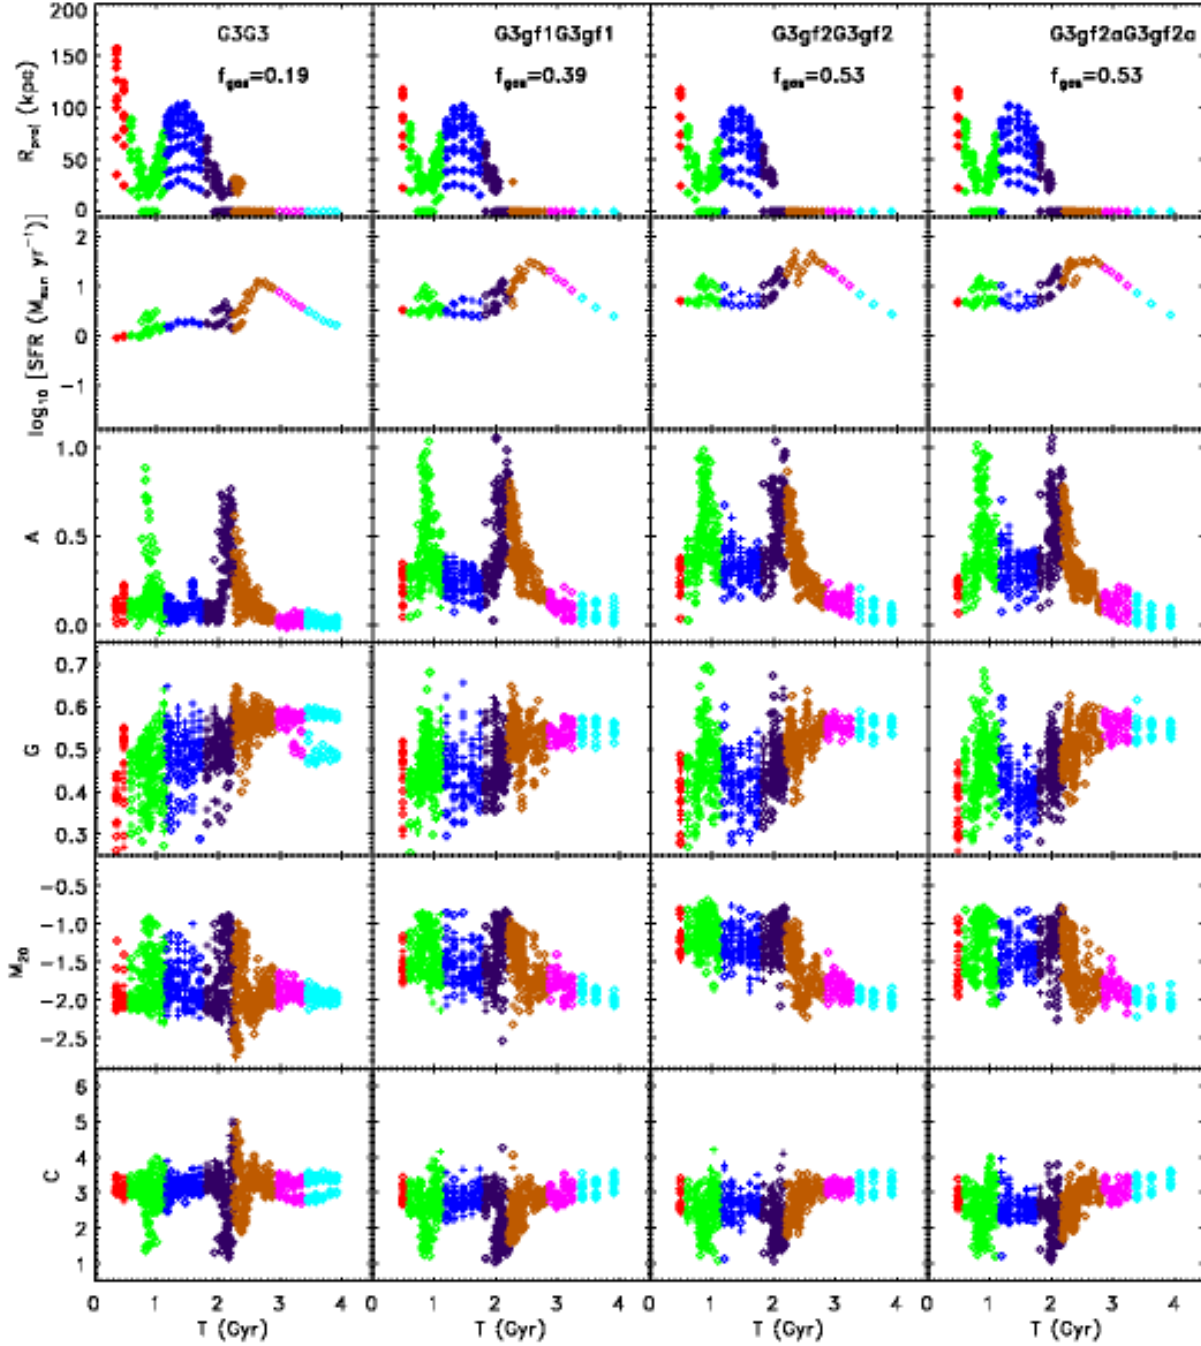 G3G3 G3gf1G3gf1 G3gf2G3gf2 G3gf2aG3gf2a
f_gas=0.19 f_gas=0.39 f_gas=0.53 f_gas=0.53
R_proj (kpc)
200
150
100
50
0
log₁₀ [SFR (M_sun yr⁻¹)]
2
1
0
−1
A
1.0
0.5
0.0
G
0.7
0.6
0.5
0.4
0.3
M₂₀
−0.5
−1.0
−1.5
−2.0
−2.5
C
6
5
4
3
2
1
0 1 2 3 4 0 1 2 3 4 0 1 2 3 4 0 1 2 3 4
T (Gyr) T (Gyr) T (Gyr) T (Gyr)